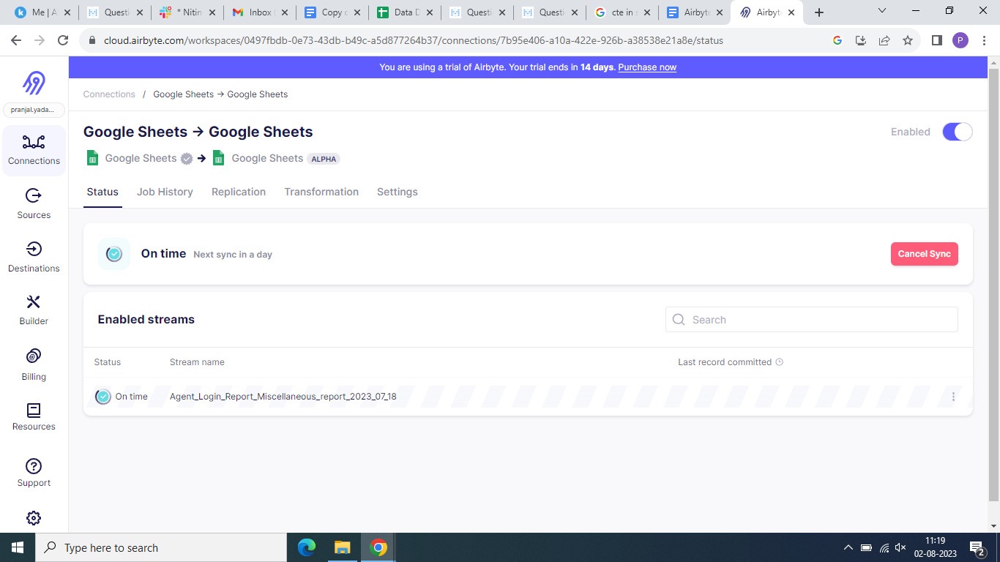 Me | A
Questi
* Nitin
Inbox (
Copy c
Data D
Questi
Questi
cte in s
Airbyte
Airbyt
cloud.airbyte.com/workspaces/0497fbdb-0e73-43db-b49c-a5d877264b37/connections/7b95e406-a10a-422e-926b-a38538e21a8e/status
P
You are using a trial of Airbyte. Your trial ends in 14 days. Purchase now
pranjal.yada...
Connections / Google Sheets → Google Sheets
Google Sheets → Google Sheets
Enabled
Google Sheets → Google Sheets ALPHA
Status Job History Replication Transformation Settings
Connections
Sources
Destinations
Builder
Billing
Resources
Support
On time Next sync in a day
Cancel Sync
Enabled streams
Search
Status Stream name Last record committed
On time Agent_Login_Report_Miscellaneous_report_2023_07_18
Type here to search
11:19
02-08-2023
2